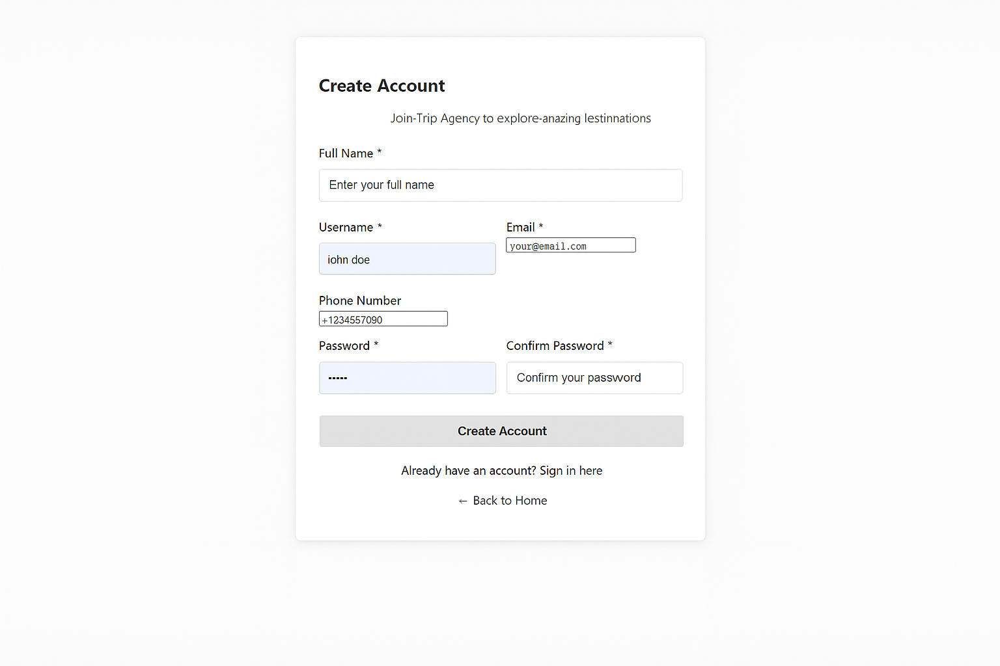 Create Account
Join-Trip Agency to explore-anazing lestinnations
Full Name *
Enter your full name
Username *
Email *
iohn doe
your@email.com
Phone Number
+1234557090
Password *
Confirm Password *
•••••
Confirm your password
Create Account
Already have an account? Sign in here
← Back to Home